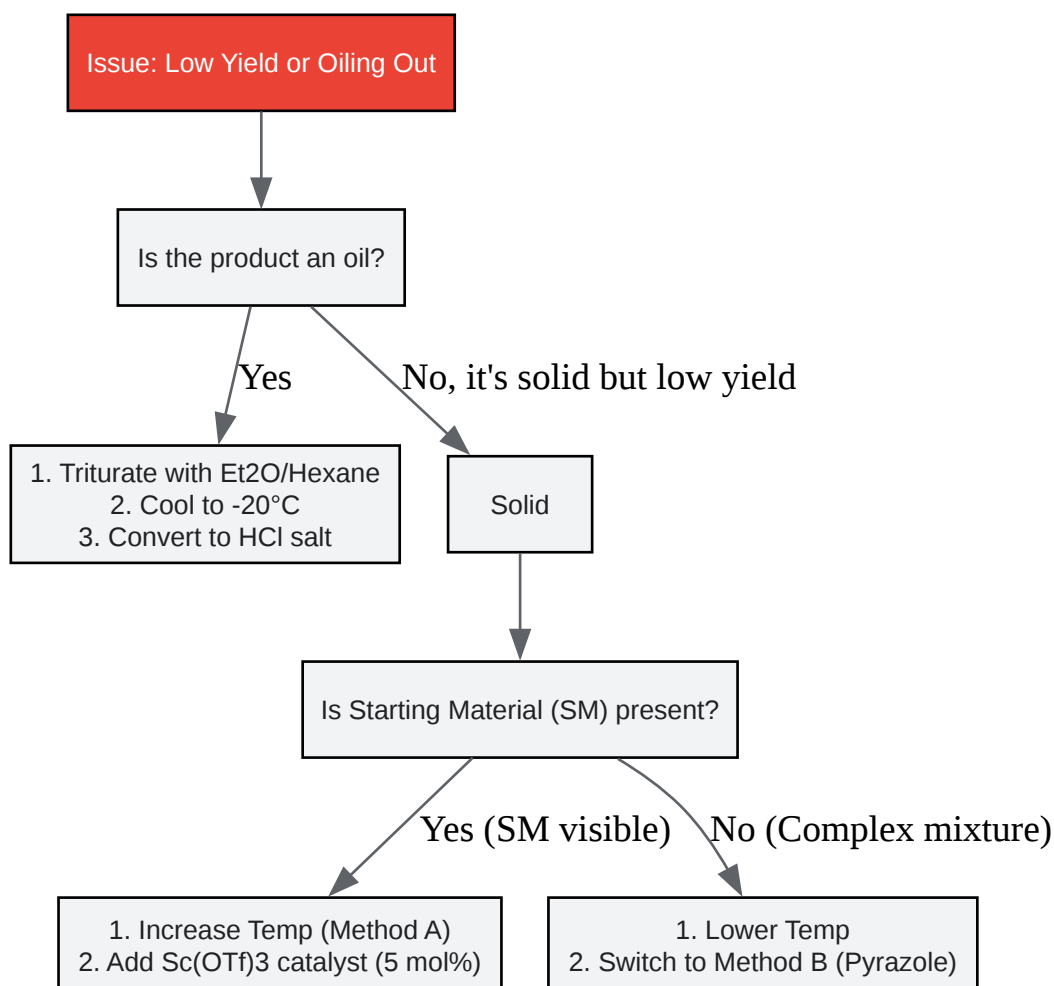 Issue: Low Yield or Oiling Out
Is the product an oil?
Yes
No, it's solid but low yield
1. Triturate with Et2O/Hexane
2. Cool to -20°C
3. Convert to HCl salt
Solid
Is Starting Material (SM) present?
Yes (SM visible)
No (Complex mixture)
1. Increase Temp (Method A)
2. Add Sc(OTf)3 catalyst (5 mol%)
1. Lower Temp
2. Switch to Method B (Pyrazole)